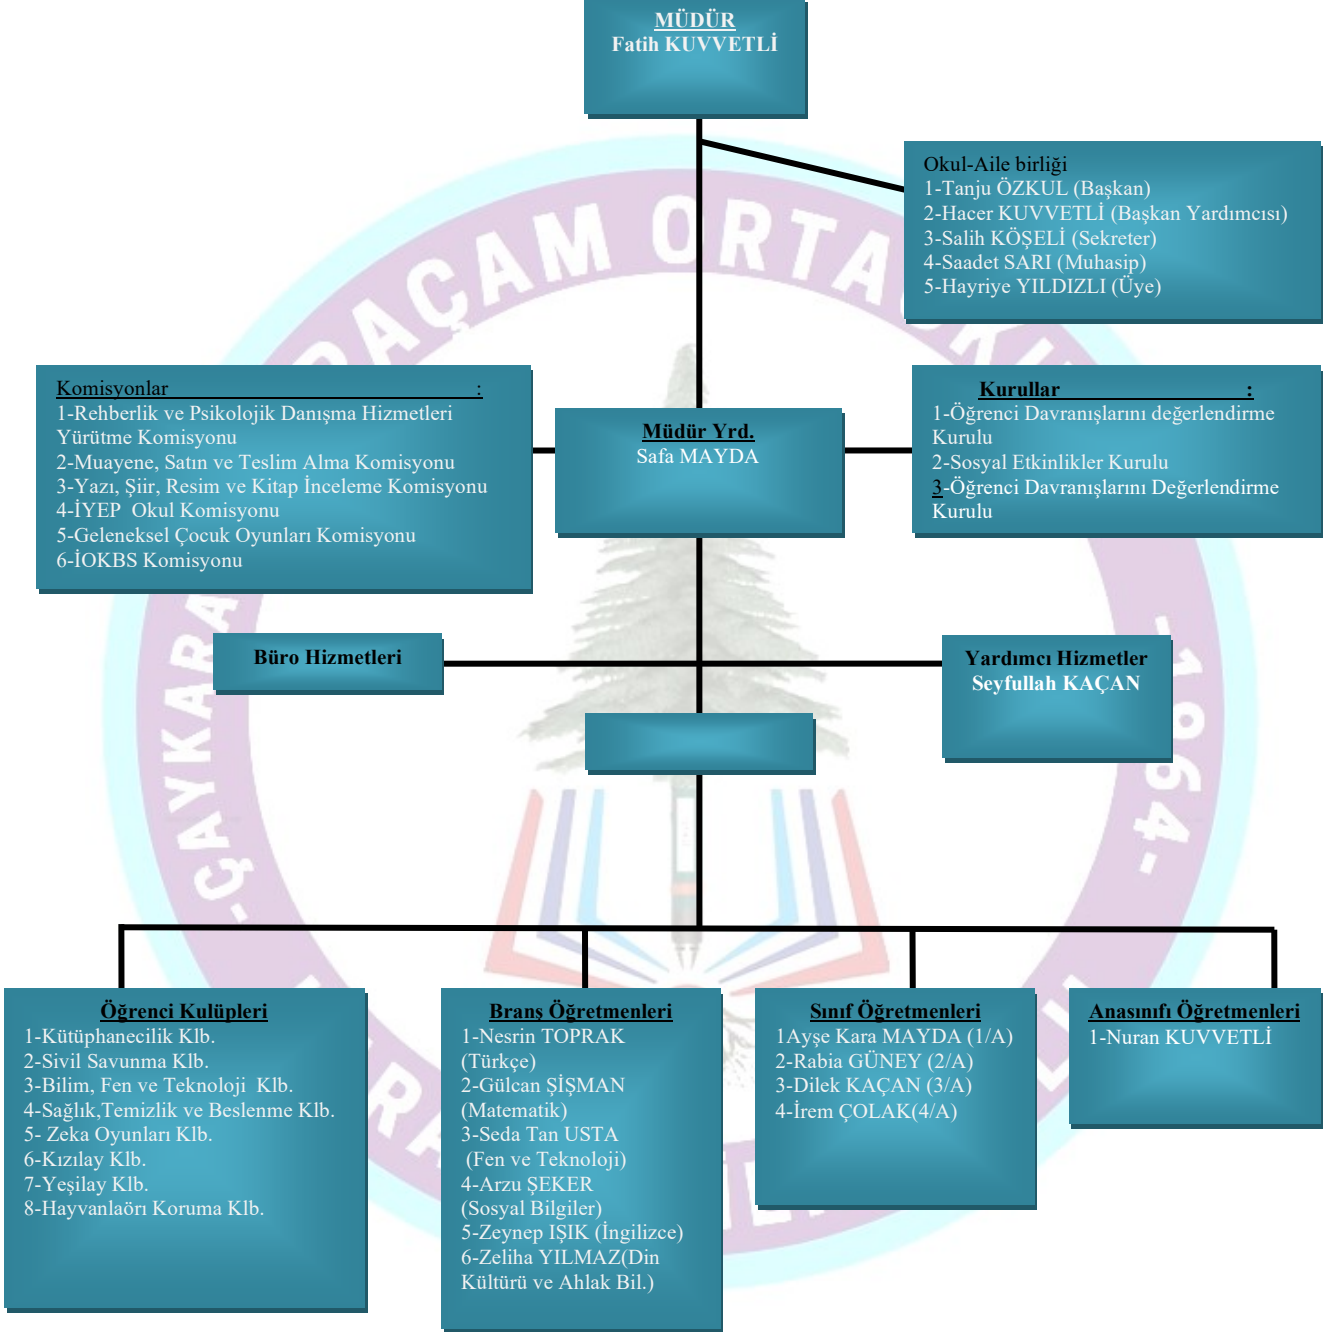 MÜDÜR
Fatih KUVVETLİ
Okul-Aile birliği
1-Tanju ÖZKUL (Başkan)
2-Hacer KUVVETLİ (Başkan Yardımcısı)
3-Salih KÖŞELİ (Sekreter)
4-Saadet SARI (Muhasip)
5-Hayriye YILDIZLI (Üye)
Komisyonlar :
1-Rehberlik ve Psikolojik Danışma Hizmetleri
Yürütme Komisyonu
2-Muayene, Satın ve Teslim Alma Komisyonu
3-Yazı, Şiir, Resim ve Kitap İnceleme Komisyonu
4-İYEP  Okul Komisyonu
5-Geleneksel Çocuk Oyunları Komisyonu
6-İOKBS Komisyonu
Müdür Yrd.
Safa MAYDA
Kurullar :
1-Öğrenci Davranışlarını değerlendirme
Kurulu
2-Sosyal Etkinlikler Kurulu
3-Öğrenci Davranışlarını Değerlendirme
Kurulu
Büro Hizmetleri
Yardımcı Hizmetler
Seyfullah KAÇAN
Öğrenci Kulüpleri
1-Kütüphanecilik Klb.
2-Sivil Savunma Klb.
3-Bilim, Fen ve Teknoloji  Klb.
4-Sağlık,Temizlik ve Beslenme Klb.
5- Zeka Oyunları Klb.
6-Kızılay Klb.
7-Yeşilay Klb.
8-Hayvanlaörı Koruma Klb.
Branş Öğretmenleri
1-Nesrin TOPRAK
(Türkçe)
2-Gülcan ŞİŞMAN
(Matematik)
3-Seda Tan USTA
(Fen ve Teknoloji)
4-Arzu ŞEKER
(Sosyal Bilgiler)
5-Zeynep IŞIK (İngilizce)
6-Zeliha YILMAZ(Din
Kültürü ve Ahlak Bil.)
Sınıf Öğretmenleri
1Ayşe Kara MAYDA (1/A)
2-Rabia GÜNEY (2/A)
3-Dilek KAÇAN (3/A)
4-İrem ÇOLAK(4/A)
Anasınıfı Öğretmenleri
1-Nuran KUVVETLİ
-ÇAYKARA
-1964-